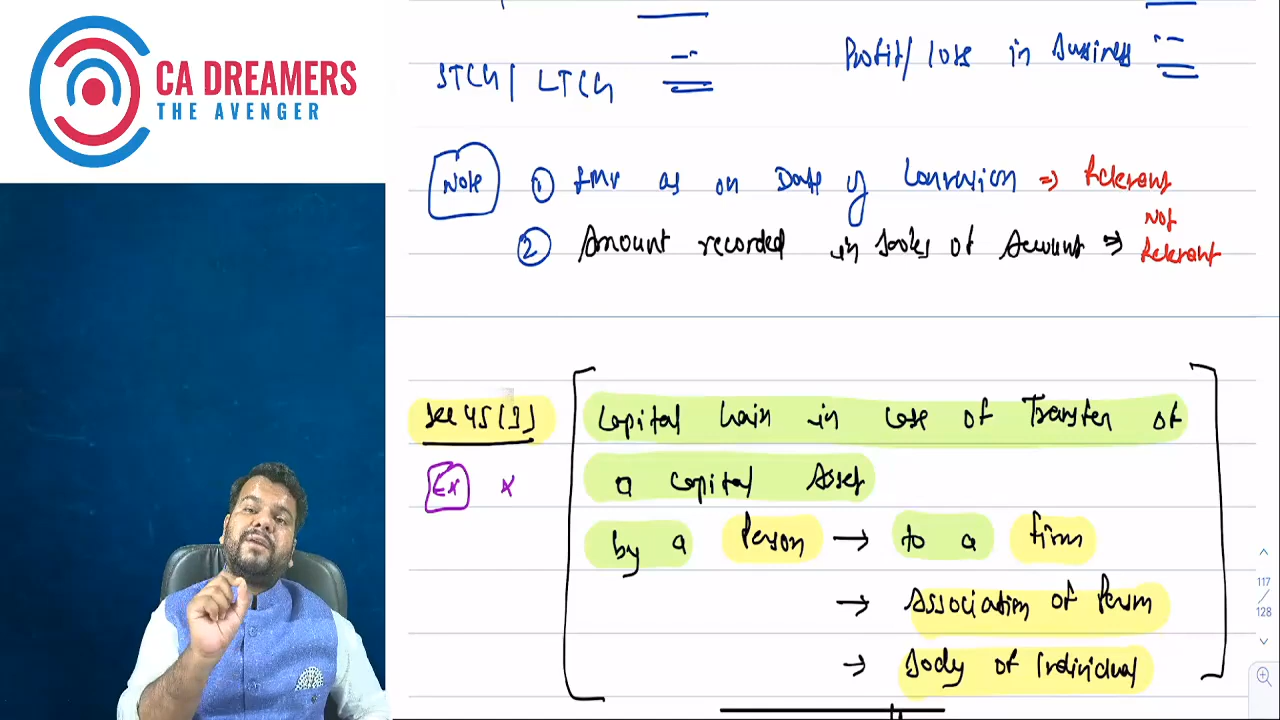 CA DREAMERS
THE AVENGER
STCG/ LTCG
Profit/ loss in Business
Note ① FMV as on Date of Conversion ⇒ Relevant
② Amount recorded in Books of Account ⇒ Not Relevant
Sec 45(3) Capital Gain in case of Transfer of
Ex x a Capital Asset
by a Person → to a firm
→ Association of Person
→ Body of Individual
117
/
128